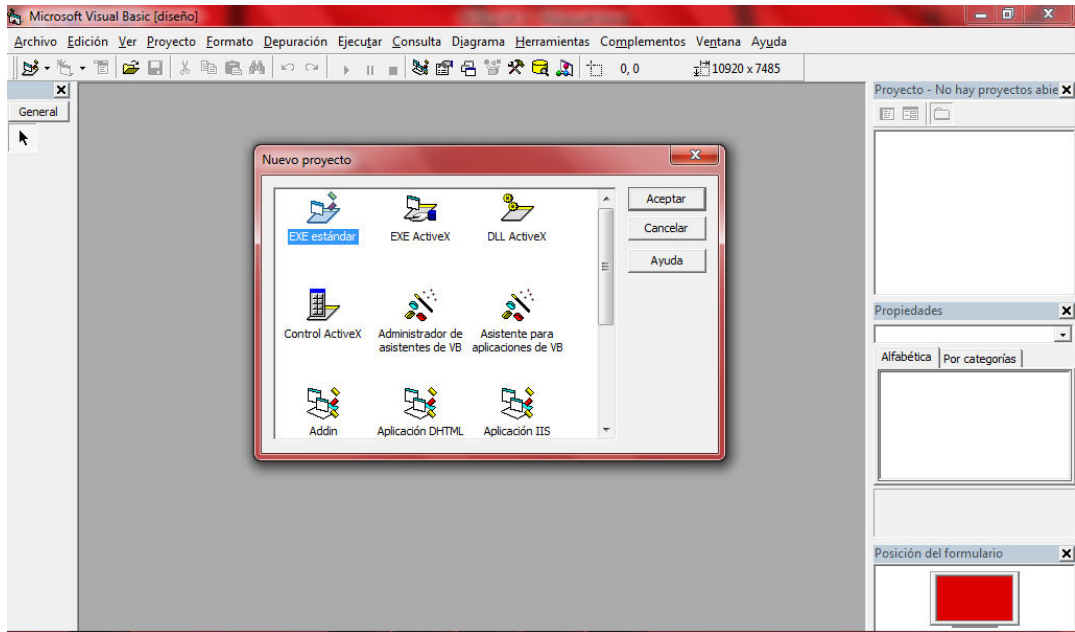 Microsoft Visual Basic [diseño]
Archivo Edición Ver Proyecto Formato Depuración Ejecutar Consulta Diagrama Herramientas Complementos Ventana Ayuda
0, 0 10920 x 7485
General
Nuevo proyecto
EXE estándar EXE ActiveX DLL ActiveX
Control ActiveX Administrador de asistentes de VB Asistente para aplicaciones de VB
Addin Aplicación DHTML Aplicación IIS
Aceptar
Cancelar
Ayuda
Proyecto - No hay proyectos abie
Propiedades
Alfabética Por categorías
Posición del formulario